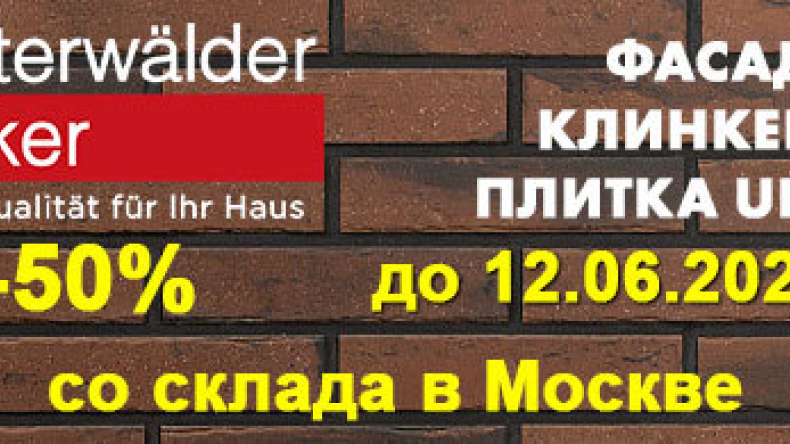 terwälder
ker
ualität für Ihr Haus
ФАСАД
КЛИНКЕ
ПЛИТКА U
-50%
до 12.06.202
со склада в Москве